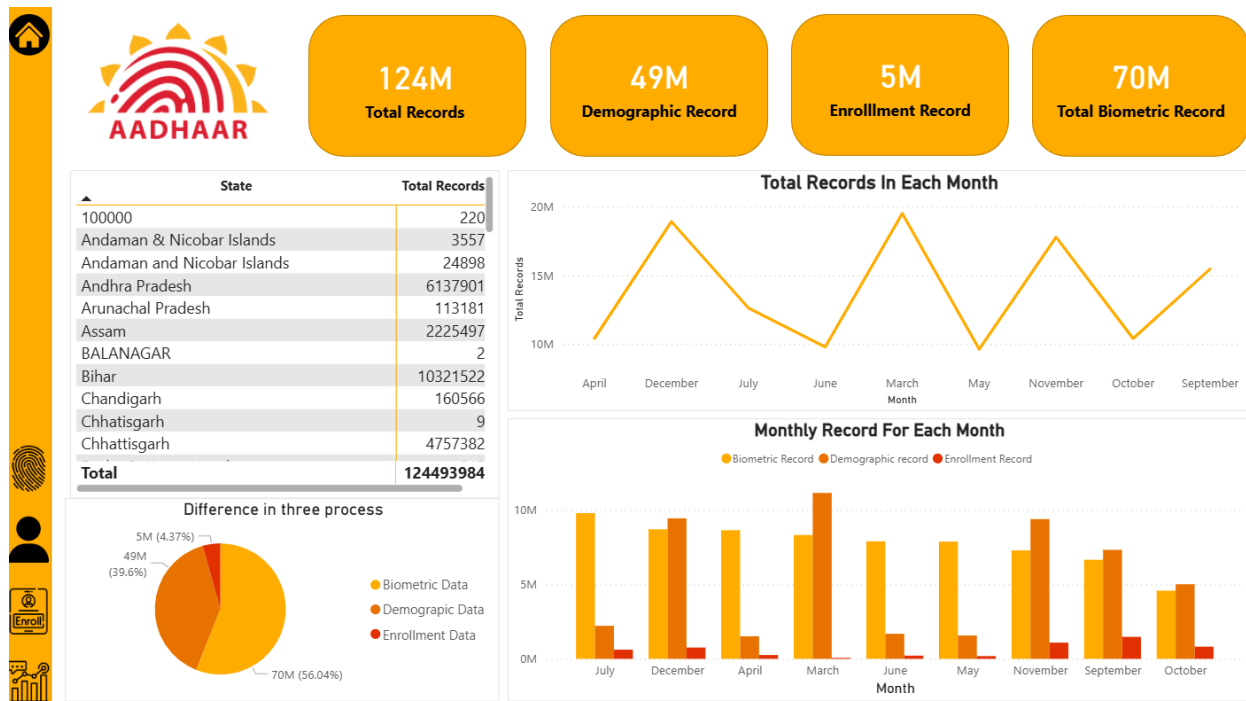 AADHAAR
124M
Total Records
49M
Demographic Record
5M
Enrolllment Record
70M
Total Biometric Record
State Total Records
100000 220
Andaman & Nicobar Islands 3557
Andaman and Nicobar Islands 24898
Andhra Pradesh 6137901
Arunachal Pradesh 113181
Assam 2225497
BALANAGAR 2
Bihar 10321522
Chandigarh 160566
Chhatisgarh 9
Chhattisgarh 4757382
Total 124493984
Total Records In Each Month
20M
15M
10M
Total Records
April December July June March May November October September
Month
Difference in three process
5M (4.37%)
49M
(39.6%)
70M (56.04%)
Biometric Data
Demograpic Data
Enrollment Data
Monthly Record For Each Month
Biometric Record Demographic record Enrollment Record
10M
5M
0M
July December April March June May November September October
Month
Enroll